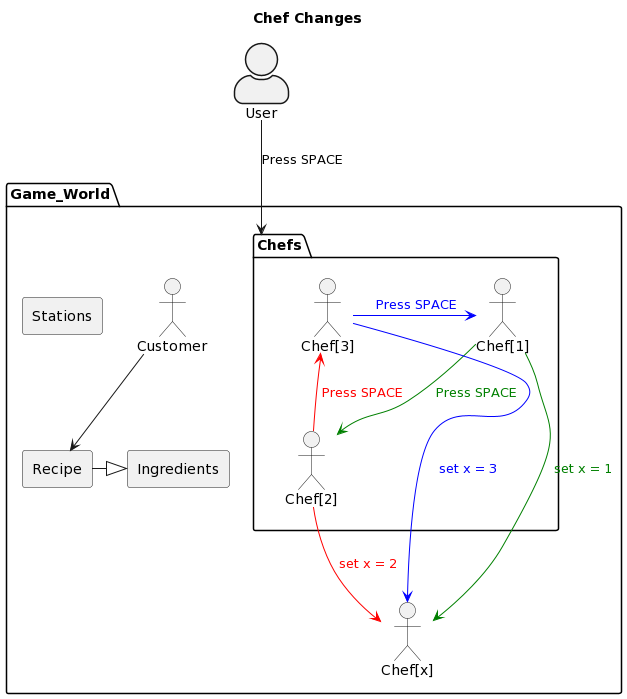 Chef Changes
User
Press SPACE
Game_World
Chefs
Stations
Customer
Chef[3]
Press SPACE
Chef[1]
Press SPACE
Press SPACE
Recipe
Ingredients
Chef[2]
set x = 3
set x = 1
set x = 2
Chef[x]